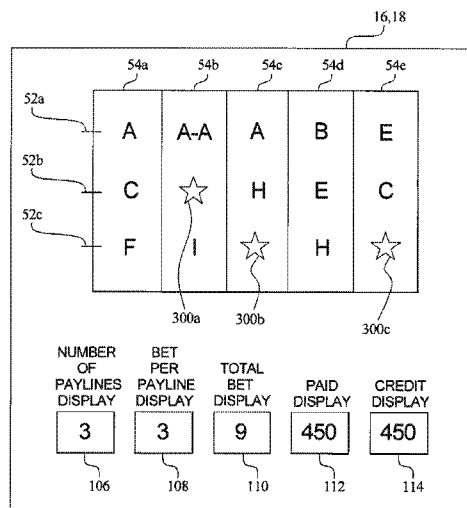 16,18
54a 54b 54c 54d 54e
52a
A A-A A B E
52b
C H E C
52c
F I H
300a 300b 300c
NUMBER OF PAYLINES DISPLAY
BET PER PAYLINE DISPLAY
TOTAL BET DISPLAY
PAID DISPLAY
CREDIT DISPLAY
3 3 9 450 450
106 108 110 112 114